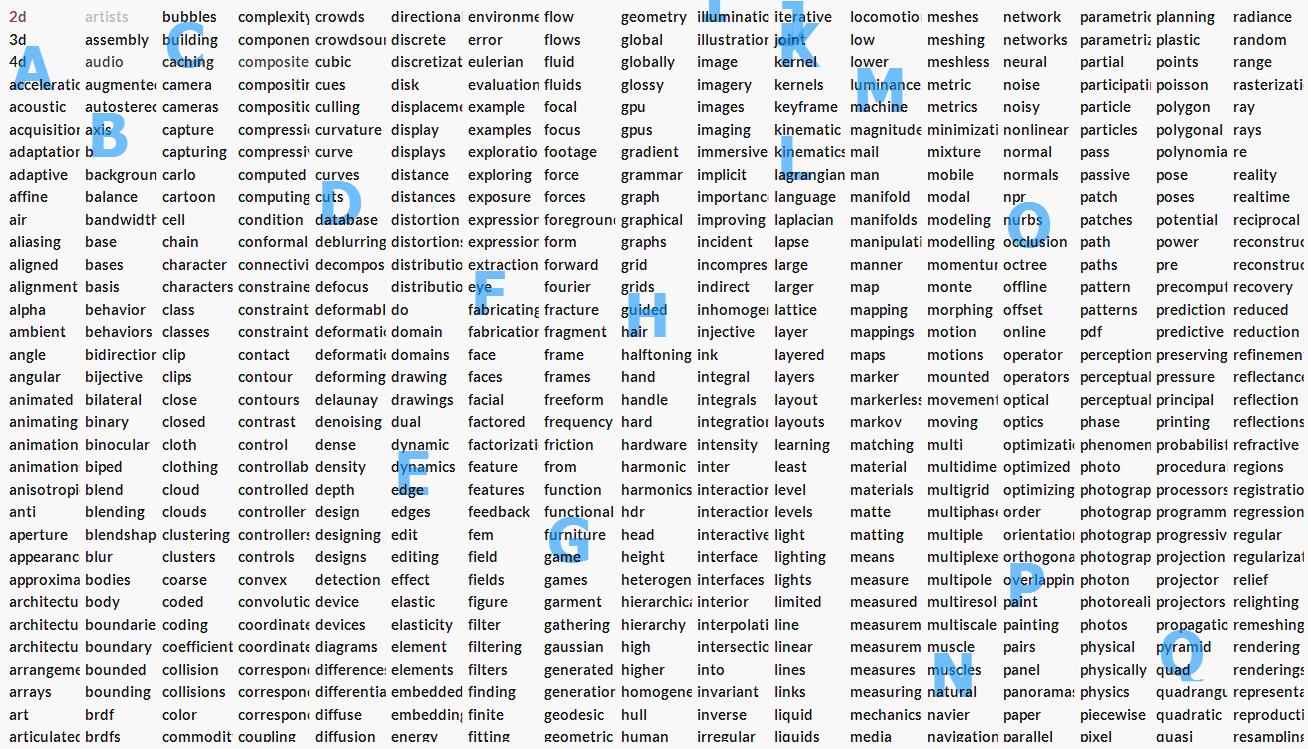 2d
3d
4d
A
acceleratic
acoustic
acquisition
adaptation
adaptive
affine
air
aliasing
aligned
alignment
alpha
ambient
angle
angular
animated
animating
animation
animation
anisotropi
anti
aperture
appearanc
approxima
architectu
architectu
architectu
arrangeme
arrays
art
articulated
artists
assembly
audio
augmente
autostere
axis
B
background
balance
bandwidth
base
bases
basis
behavior
behaviors
bidirection
bijective
bilateral
binary
binocular
biped
blend
blending
blendshap
blur
bodies
body
boundarie
bounded
bounding
brdf
brdfs
bubbles
C
building
caching
camera
cameras
capture
capturing
carlo
cartoon
cell
chain
character
characters
class
classes
clip
clips
close
closed
cloth
clothing
cloud
clouds
clustering
clusters
coarse
coded
coding
coefficient
collision
collisions
color
commodit
complexity
componen
composite
compositin
compositic
compressic
compressiv
computed
computing
condition
conformal
connectivi
constraine
constraint
constraint
contact
contour
contours
contrast
control
controllab
controlled
controller
controllers
controls
convex
convolutic
coordinate
coordinate
correspon
correspon
correspon
coupling
crowds
crowdsour
cubic
cues
culling
curvature
curve
curves
D
cuts
database
deblurring
decompos
defocus
deformabl
deformatic
deformatic
deforming
delaunay
denoising
dense
density
depth
design
designing
designs
detection
device
devices
diagrams
differences
differentia
diffuse
diffusion
directional
discrete
discretizat
disk
displaceme
display
displays
distance
distances
distortion
distortions
distributio
distributio
do
domain
domains
drawing
drawings
dual
dynamic
E
dynamics
edge
edges
edit
editing
effect
elastic
elasticity
element
elements
embedded
embedding
energy
environme
error
eulerian
evaluation
example
examples
exploratio
exploring
exposure
expression
expression
extraction
F
eye
fabricating
fabrication
face
faces
facial
factored
factorizati
feature
features
feedback
fem
field
fields
figure
filter
filtering
filters
finding
finite
fitting
flow
flows
fluid
fluids
focal
focus
footage
force
forces
foreground
form
forward
fourier
fracture
fragment
frame
frames
freeform
frequency
friction
from
function
functional
G
furniture
game
games
garment
gathering
gaussian
generated
generation
geodesic
geometric
geometry
global
globally
glossy
gpu
gpus
gradient
grammar
graph
graphical
graphs
grid
grids
H
guided
hair
halftoning
hand
handle
hard
hardware
harmonic
harmonics
hdr
head
height
heterogen
hierarchica
hierarchy
high
higher
homogene
hull
human
illuminatic
illustration
image
imagery
images
imaging
immersive
implicit
importanc
improving
incident
incompres
indirect
inhomoge
injective
ink
integral
integrals
integration
intensity
inter
interaction
interaction
interactive
interface
interfaces
interior
interpolati
intersectic
into
invariant
inverse
irregular
iterative
K
joint
kernel
kernels
keyframe
kinematic
L
kinematics
lagrangian
language
laplacian
lapse
large
larger
lattice
layer
layered
layers
layout
layouts
learning
least
level
levels
light
lighting
lights
limited
line
linear
lines
links
liquid
liquids
locomotio
low
lower
M
luminance
machine
magnitude
mail
man
manifold
manifolds
manipulati
manner
map
mapping
mappings
maps
marker
markerless
markov
matching
material
materials
matte
matting
means
measure
measured
measurem
measures
measuring
mechanics
media
meshes
meshing
meshless
metric
metrics
minimizati
mixture
mobile
modal
modeling
modelling
momentum
monte
morphing
motion
motions
mounted
movement
moving
multi
multidime
multigrid
multiphase
multiple
multiplexe
multipole
multiresol
multiscale
muscle
N
muscles
natural
navier
navigation
network
networks
neural
noise
noisy
nonlinear
normal
normals
npr
O
nurbs
occlusion
octree
offline
offset
online
operator
operators
optical
optics
optimizatic
optimized
optimizing
order
orientation
orthogona
P
overlappin
paint
painting
pairs
panel
panoramas
paper
parallel
parametric
parametriz
partial
participati
particle
particles
pass
passive
patch
patches
path
paths
pattern
patterns
pdf
perception
perceptual
perceptual
phase
phenomen
photo
photograp
photograp
photograp
photon
photoreali
photos
physical
physically
physics
piecewise
pixel
planning
plastic
points
poisson
polygon
polygonal
polynomia
pose
poses
potential
power
pre
precomput
prediction
predictive
preserving
pressure
principal
printing
probabilist
procedural
processors
programm
progressiv
projection
projector
projectors
propagatic
Q
pyramid
quad
quadrangu
quadratic
quasi
radiance
random
range
rasterizati
ray
rays
re
reality
realtime
reciprocal
reconstruc
reconstruc
recovery
reduced
reduction
refinemen
reflectance
reflection
reflections
refractive
regions
registratio
regression
regular
regularizat
relief
relighting
remeshing
rendering
renderings
representa
reproducti
resampling